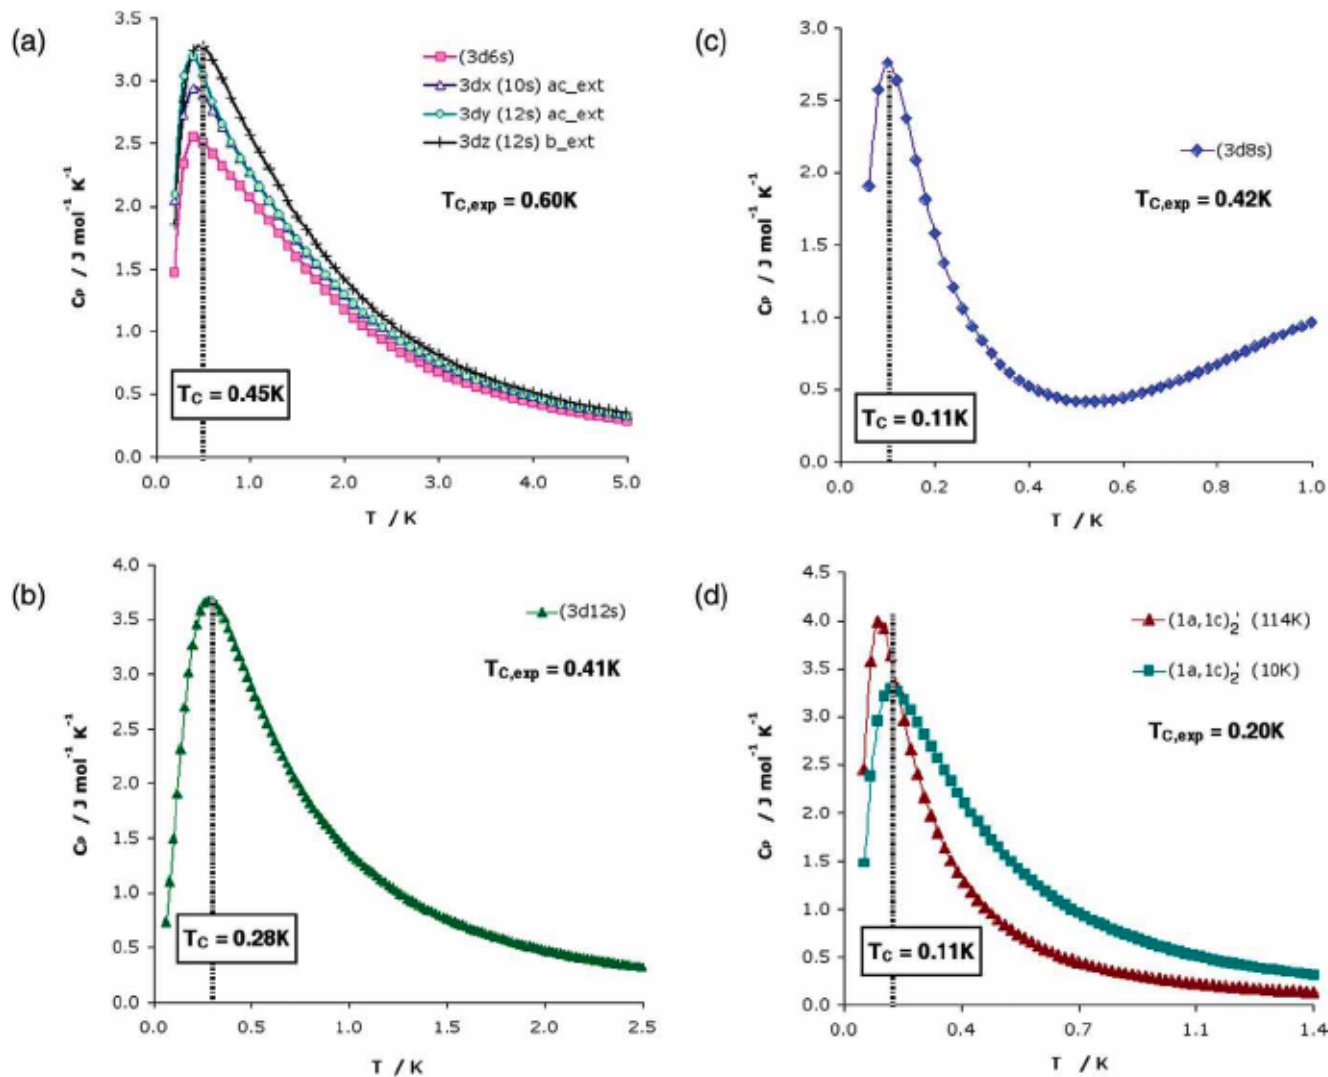 (a)
3.5
3.0
2.5
2.0
1.5
1.0
0.5
0.0
Cp / J mol⁻¹ K⁻¹
(3d6s)
3dx (10s) ac_ext
3dy (12s) ac_ext
3dz (12s) b_ext
TC,exp = 0.60K
TC = 0.45K
0.0 1.0 2.0 3.0 4.0 5.0
T / K
(c)
3.0
2.5
2.0
1.5
1.0
0.5
0.0
Cp / J mol⁻¹ K⁻¹
(3d8s)
TC,exp = 0.42K
TC = 0.11K
0.0 0.2 0.4 0.6 0.8 1.0
T / K
(b)
4.0
3.5
3.0
2.5
2.0
1.5
1.0
0.5
0.0
Cp / J mol⁻¹ K⁻¹
(3d12s)
TC,exp = 0.41K
TC = 0.28K
0.0 0.5 1.0 1.5 2.0 2.5
T / K
(d)
4.5
4.0
3.5
3.0
2.5
2.0
1.5
1.0
0.5
0.0
Cp / J mol⁻¹ K⁻¹
(1a,1c)₂' (114K)
(1a,1c)₂' (10K)
TC,exp = 0.20K
TC = 0.11K
0.0 0.4 0.7 1.1 1.4
T / K